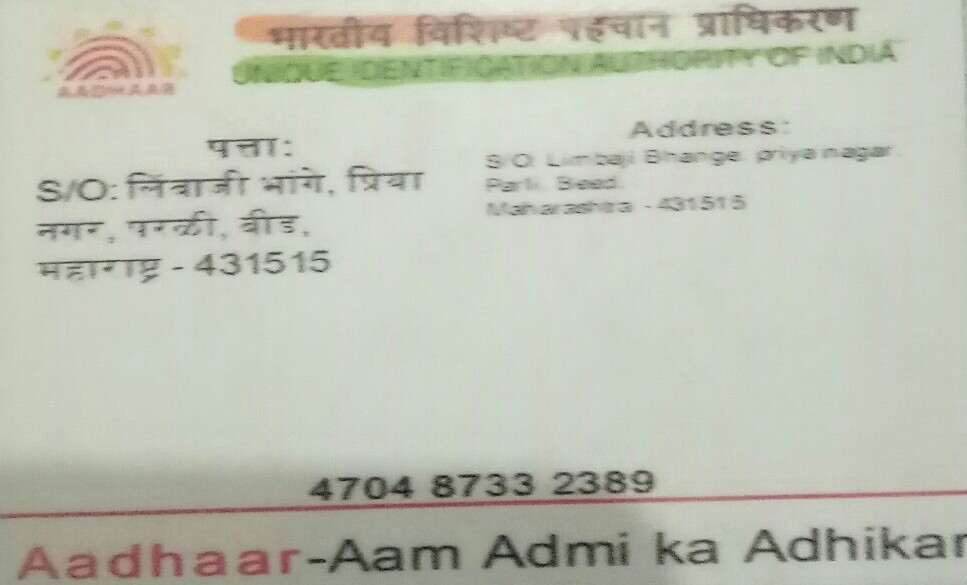 भारतीय विशिष्ट पहचान प्राधिकरण
UNIQUE IDENTIFICATION AUTHORITY OF INDIA
AADHAAR
पत्ता:
S/O: लिंबाजी भांगे, प्रिया
नगर, परळी, बीड,
महाराष्ट्र - 431515
Address:
S/O: Limbaji Bhange, priya nagar,
Parli, Beed,
Maharashtra - 431515
4704 8733 2389
Aadhaar-Aam Admi ka Adhikar